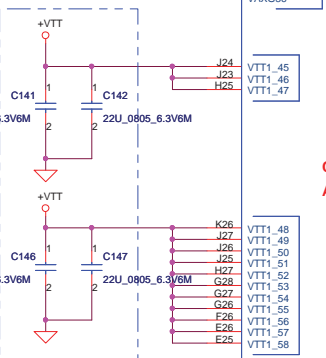 +VTT
J24 VTT1_45
J23 VTT1_46
H25 VTT1_47
C141 1 C142 1
2 22U_0805_6.3V6M 2
+VTT
K26 VTT1_48
J27 VTT1_49
J26 VTT1_50
J25 VTT1_51
H27 VTT1_52
G28 VTT1_53
G27 VTT1_54
G26 VTT1_55
F26 VTT1_56
E26 VTT1_57
E25 VTT1_58
C146 1 C147 1
.3V6M 2 22U_0805_6.3V6M 2